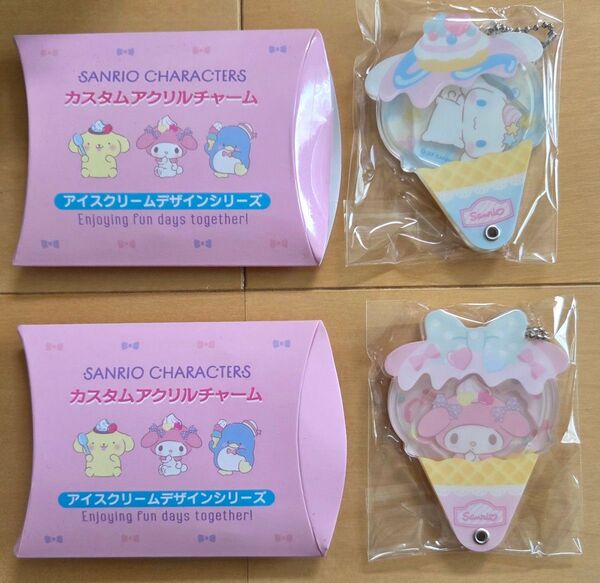 SANRIO CHARACTERS
カスタムアクリルチャーム
アイスクリームデザインシリーズ
Enjoying fun days together!
Sanrio
SANRIO CHARACTERS
カスタムアクリルチャーム
アイスクリームデザインシリーズ
Enjoying fun days together!
Sanrio